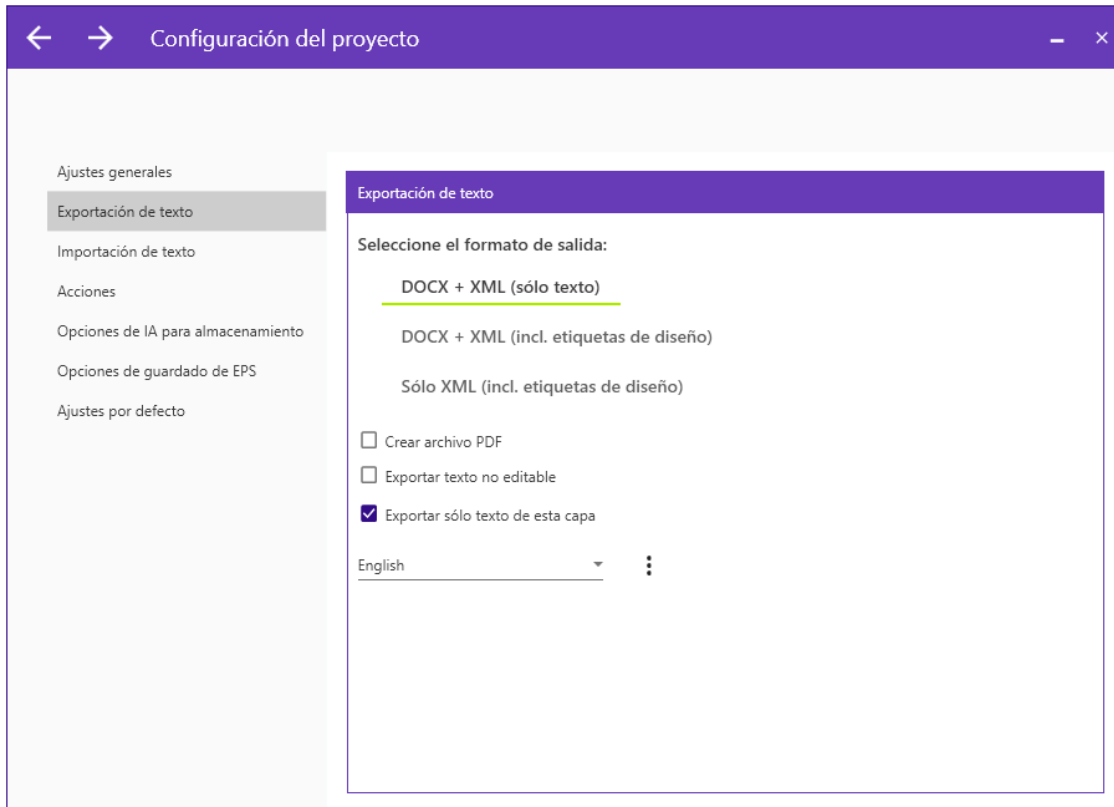 Configuración del proyecto
Ajustes generales
Exportación de texto
Importación de texto
Acciones
Opciones de IA para almacenamiento
Opciones de guardado de EPS
Ajustes por defecto
Exportación de texto
Seleccione el formato de salida:
DOCX + XML (sólo texto)
DOCX + XML (incl. etiquetas de diseño)
Sólo XML (incl. etiquetas de diseño)
Crear archivo PDF
Exportar texto no editable
Exportar sólo texto de esta capa
English